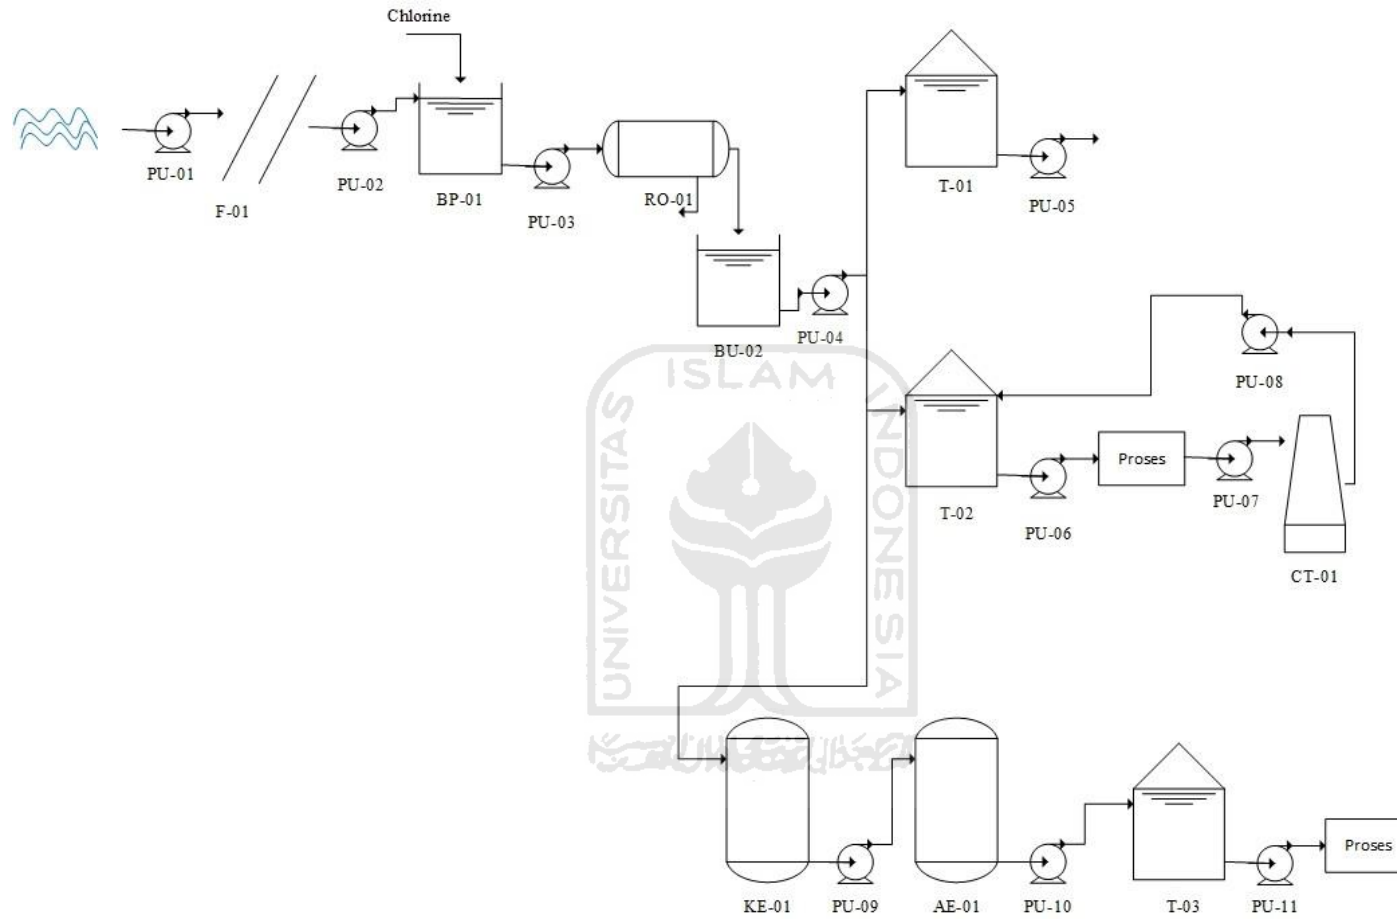 Chlorine
PU-01
F-01
PU-02
BP-01
PU-03
RO-01
BU-02
PU-04
T-01
PU-05
T-02
PU-06
Proses
PU-07
PU-08
CT-01
KE-01
PU-09
AE-01
PU-10
T-03
PU-11
Proses
UNIVERSITAS
ISLAM
INDONESIA